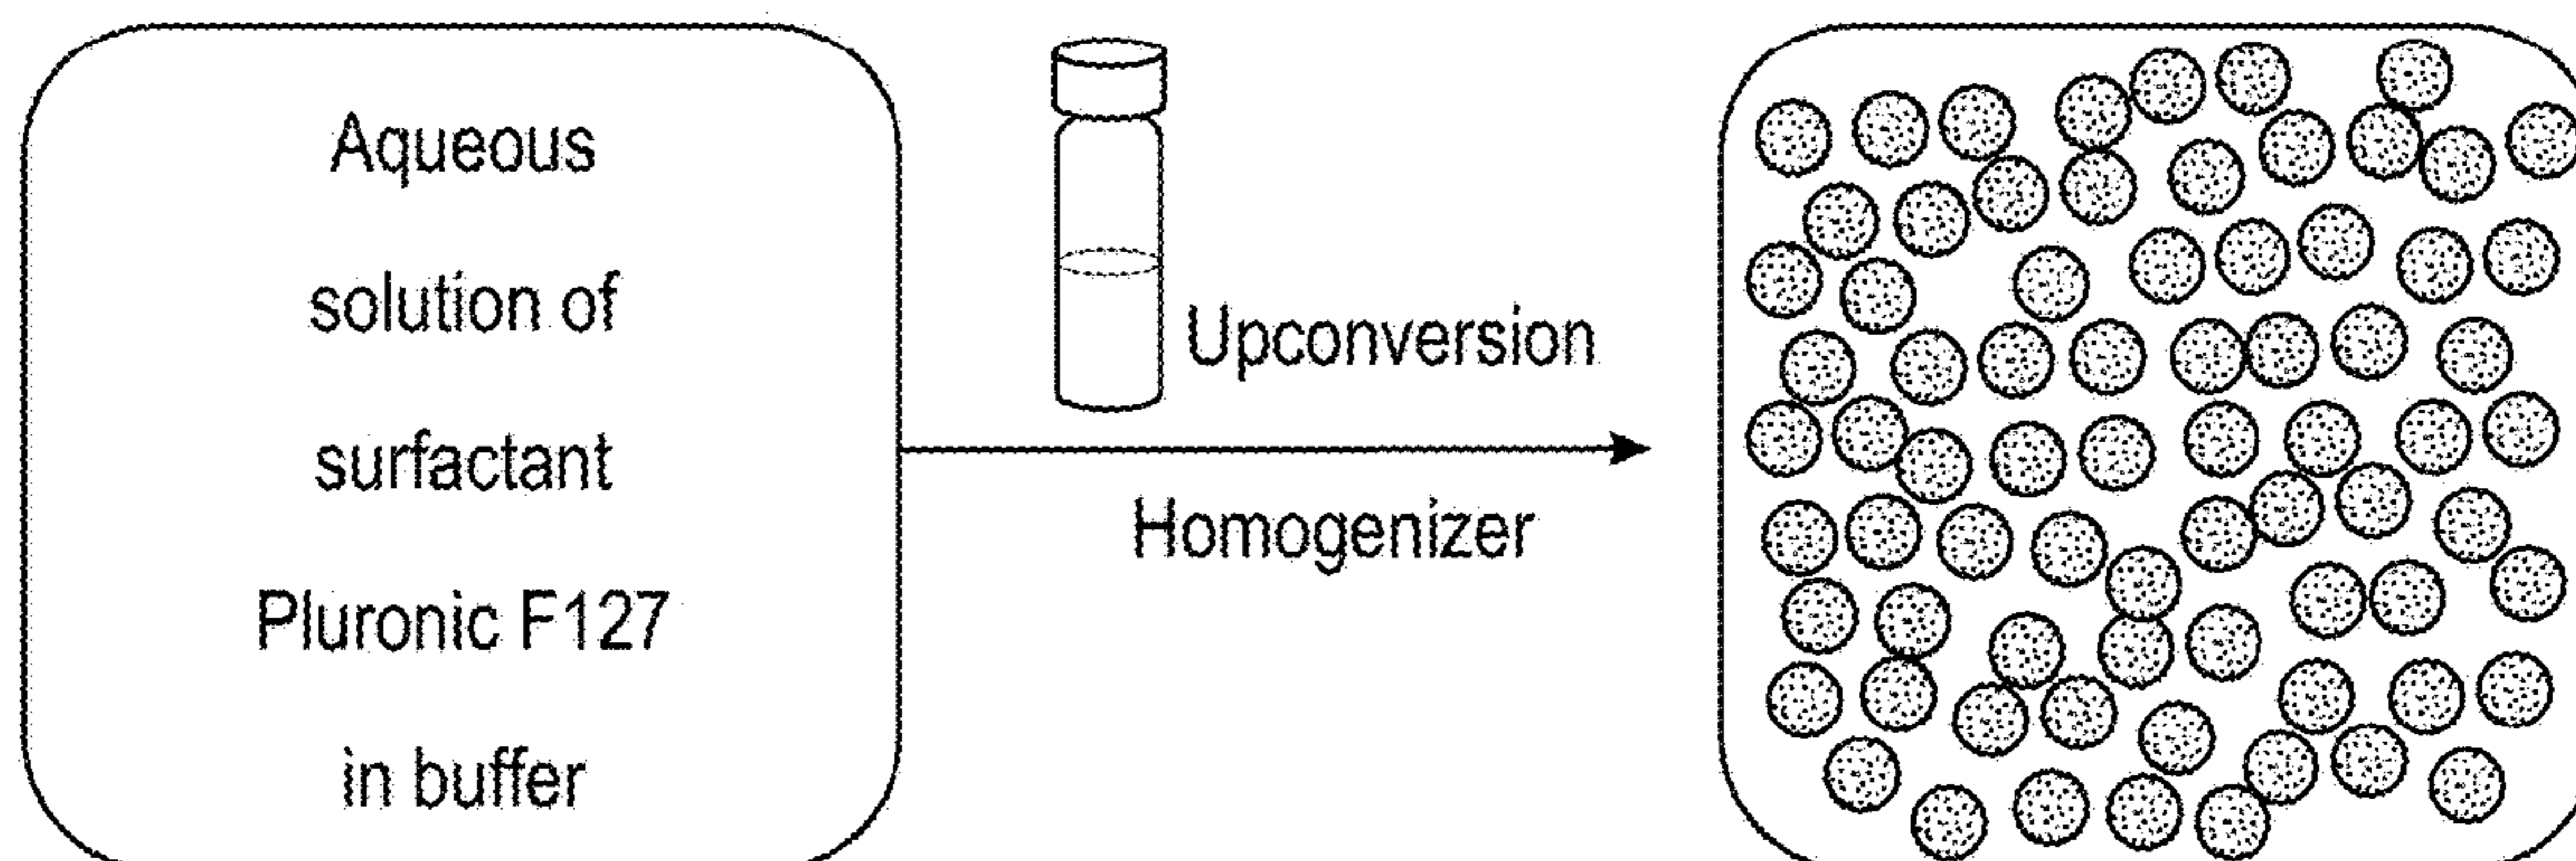 Aqueous
solution of
surfactant
Pluronic F127
in buffer
Upconversion
Homogenizer